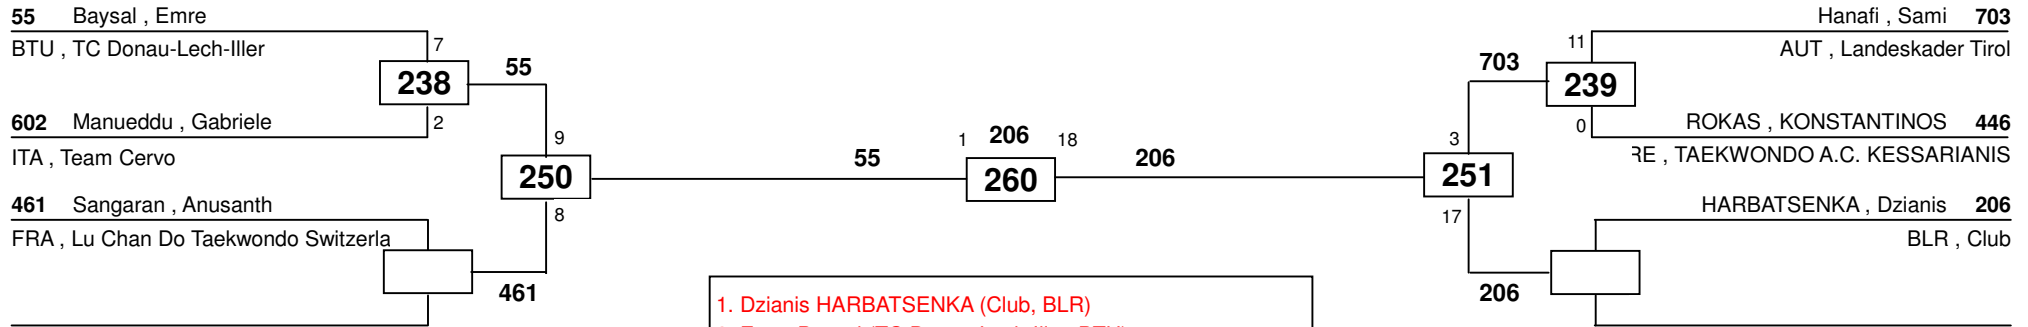 55 Baysal , Emre
BTU , TC Donau-Lech-Iller
7
238
55
602 Manueddu , Gabriele
2
ITA , Team Cervo
9
250
8
461 Sangaran , Anusanth
FRA , Lu Chan Do Taekwondo Switzerla
461
55
1 206 18
260
206
Hanafi , Sami 703
11
AUT , Landeskader Tirol
703
239
ROKAS , KONSTANTINOS 446
0
RE , TAEKWONDO A.C. KESSARIANIS
3
251
17
HARBATSENKA , Dzianis 206
BLR , Club
206
1. Dzianis HARBATSENKA (Club, BLR)